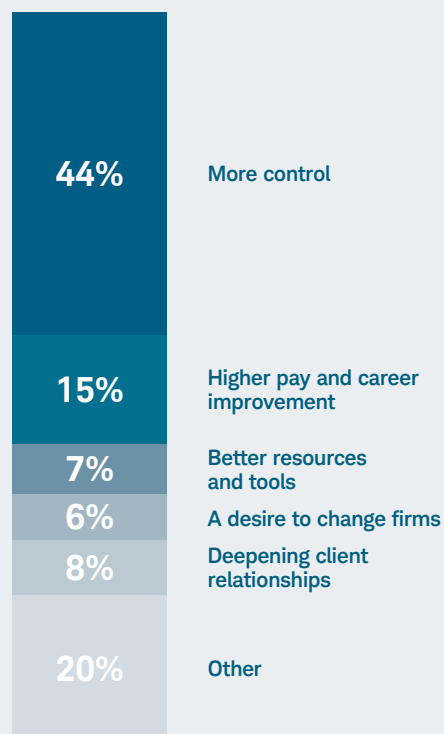 44%
More control
15%
Higher pay and career
improvement
7%
Better resources
and tools
6%
A desire to change firms
8%
Deepening client
relationships
20%
Other